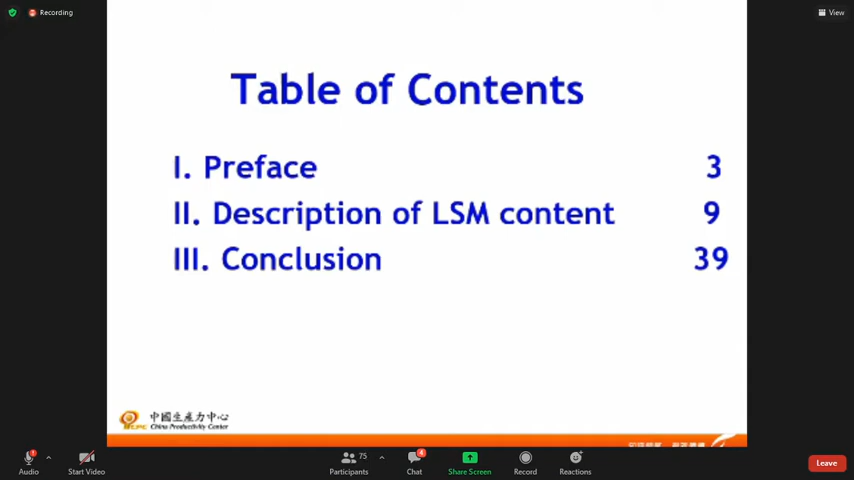 Recording
View
Table of Contents
I. Preface 3
II. Description of LSM content 9
III. Conclusion 39
中國生產力中心
China Productivity Center
Audio
Start Video
75
Participants
4
Chat
Share Screen
Record
Reactions
Leave